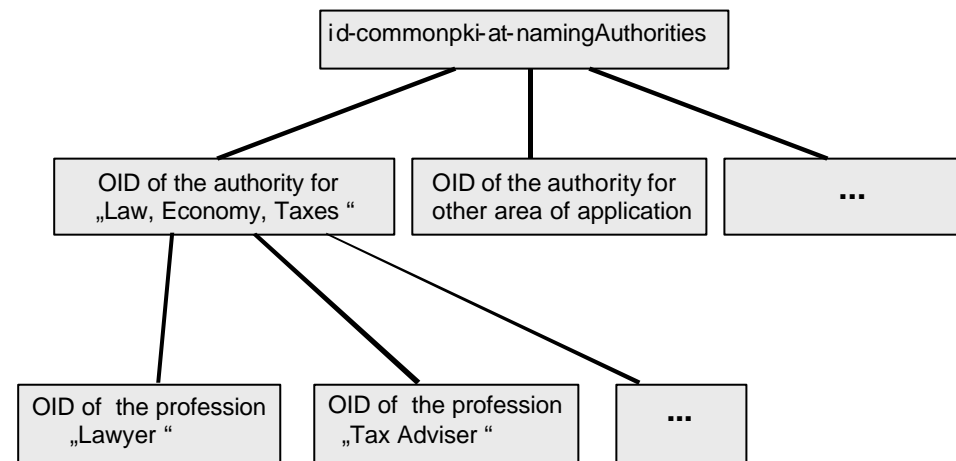 id-commonpki-at-namingAuthorities
OID of the authority for
„Law, Economy, Taxes “
OID of the authority for
other area of application
...
OID of the profession
„Lawyer “
OID of the profession
„Tax Adviser “
...